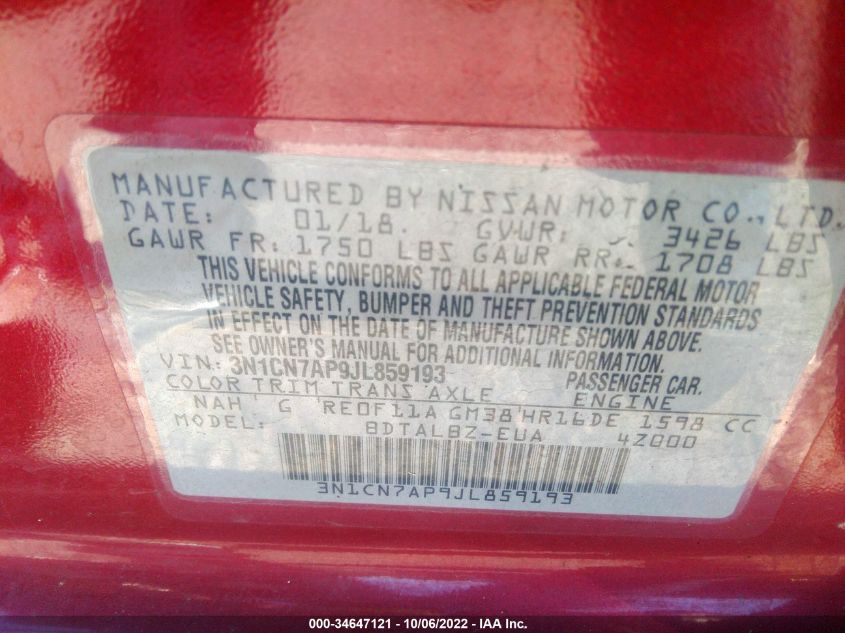 MANUFACTURED BY NISSAN MOTOR CO., LTD.
DATE: 01/18. GVWR: 3426 LBS
GAWR FR: 1750 LBS GAWR RR: 1708 LBS
THIS VEHICLE CONFORMS TO ALL APPLICABLE FEDERAL MOTOR
VEHICLE SAFETY, BUMPER AND THEFT PREVENTION STANDARDS
IN EFFECT ON THE DATE OF MANUFACTURE SHOWN ABOVE.
SEE OWNER'S MANUAL FOR ADDITIONAL INFORMATION.
VIN: 3N1CN7AP9JL859193 PASSENGER CAR.
COLOR TRIM TRANS AXLE ENGINE
NAH G RE0F11A GM38 HR16DE 1598 CC
MODEL: BDTALBZ-EUA 4Z000
3N1CN7AP9JL859193
000-34647121 - 10/06/2022 - IAA Inc.